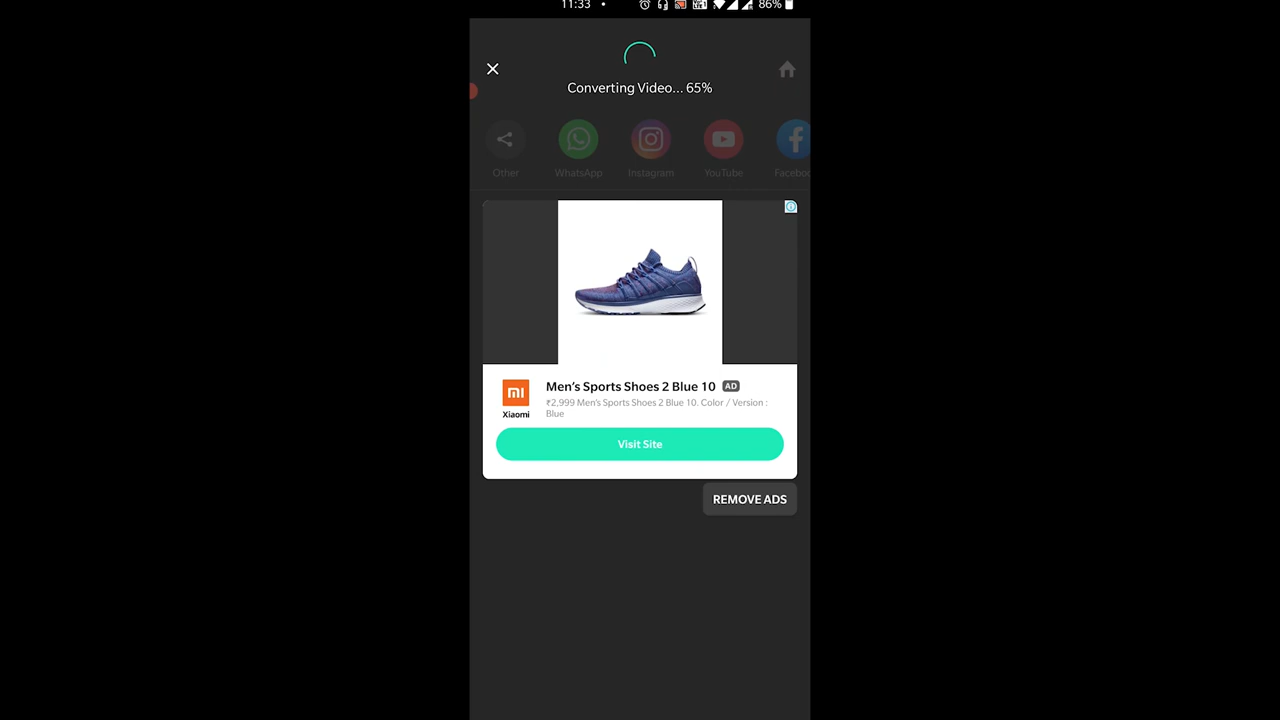 11:33
86%
Converting Video... 65%
Other
WhatsApp
Instagram
YouTube
Faceboo
Men's Sports Shoes 2 Blue 10 AD
₹2,999 Men's Sports Shoes 2 Blue 10. Color / Version :
Blue
mi
Xiaomi
Visit Site
REMOVE ADS